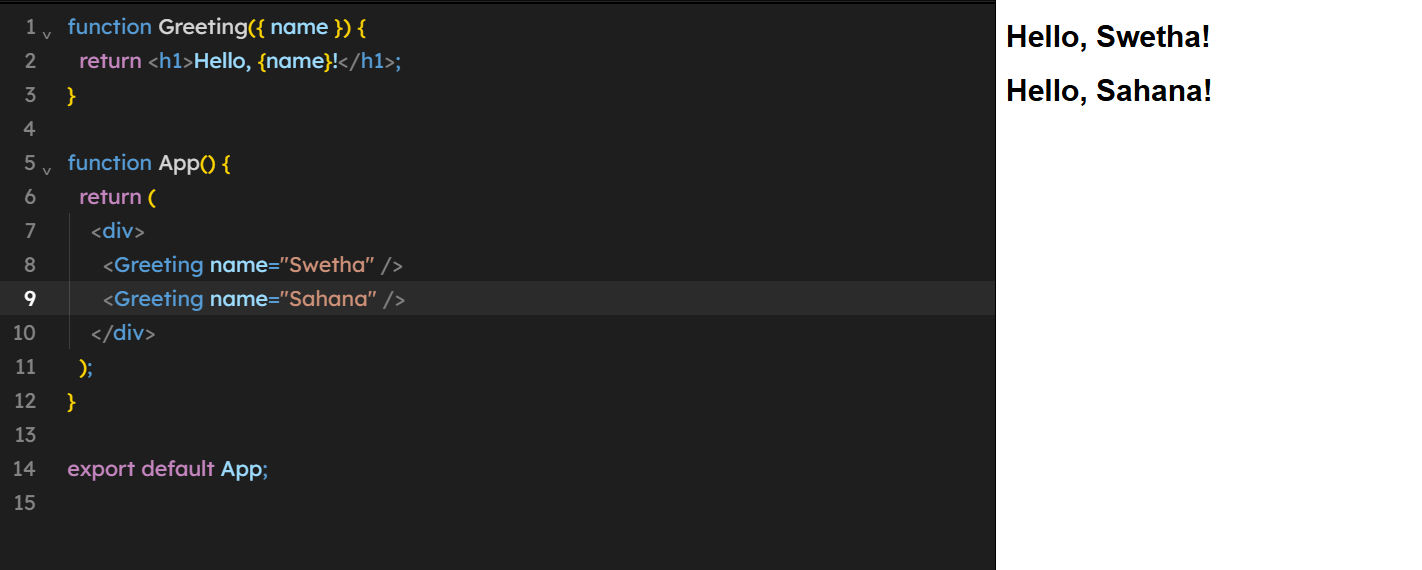 1 function Greeting({ name }) {
2 return <h1>Hello, {name}!</h1>;
3 }
4
5 function App() {
6 return (
7 <div>
8 <Greeting name="Swetha" />
9 <Greeting name="Sahana" />
10 </div>
11 );
12 }
13
14 export default App;
15
Hello, Swetha!
Hello, Sahana!